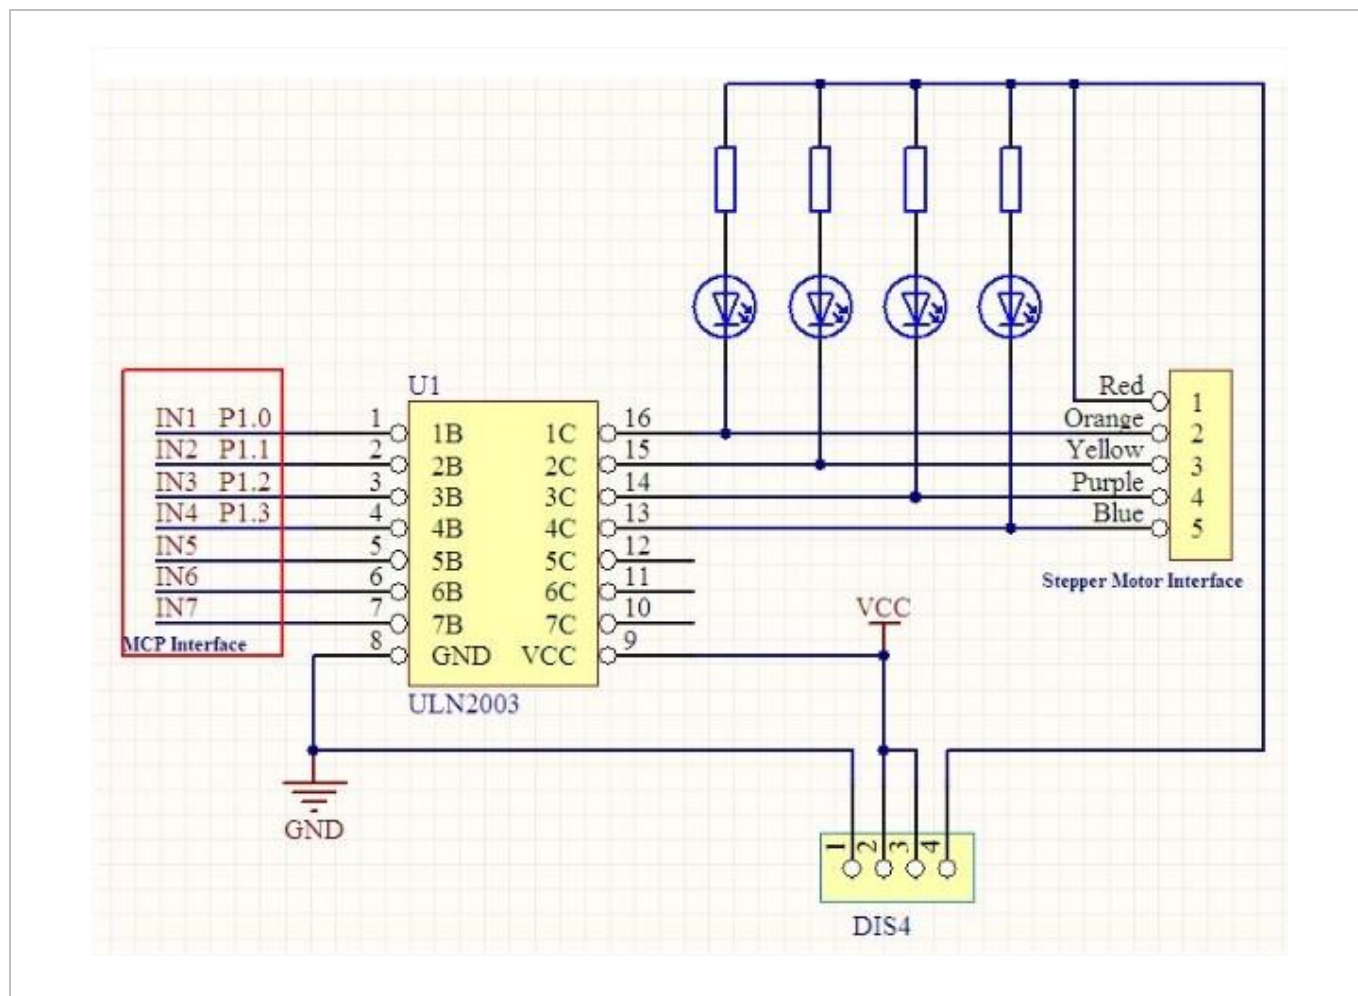 U1
IN1 P1.0 1 1B 1C 16
IN2 P1.1 2 2B 2C 15
IN3 P1.2 3 3B 3C 14
IN4 P1.3 4 4B 4C 13
IN5 5 5B 5C 12
IN6 6 6B 6C 11
IN7 7 7B 7C 10
MCP Interface
8 GND VCC 9
ULN2003
Red 1
Orange 2
Yellow 3
Purple 4
Blue 5
Stepper Motor Interface
VCC
GND
1 2 3 4
DIS4